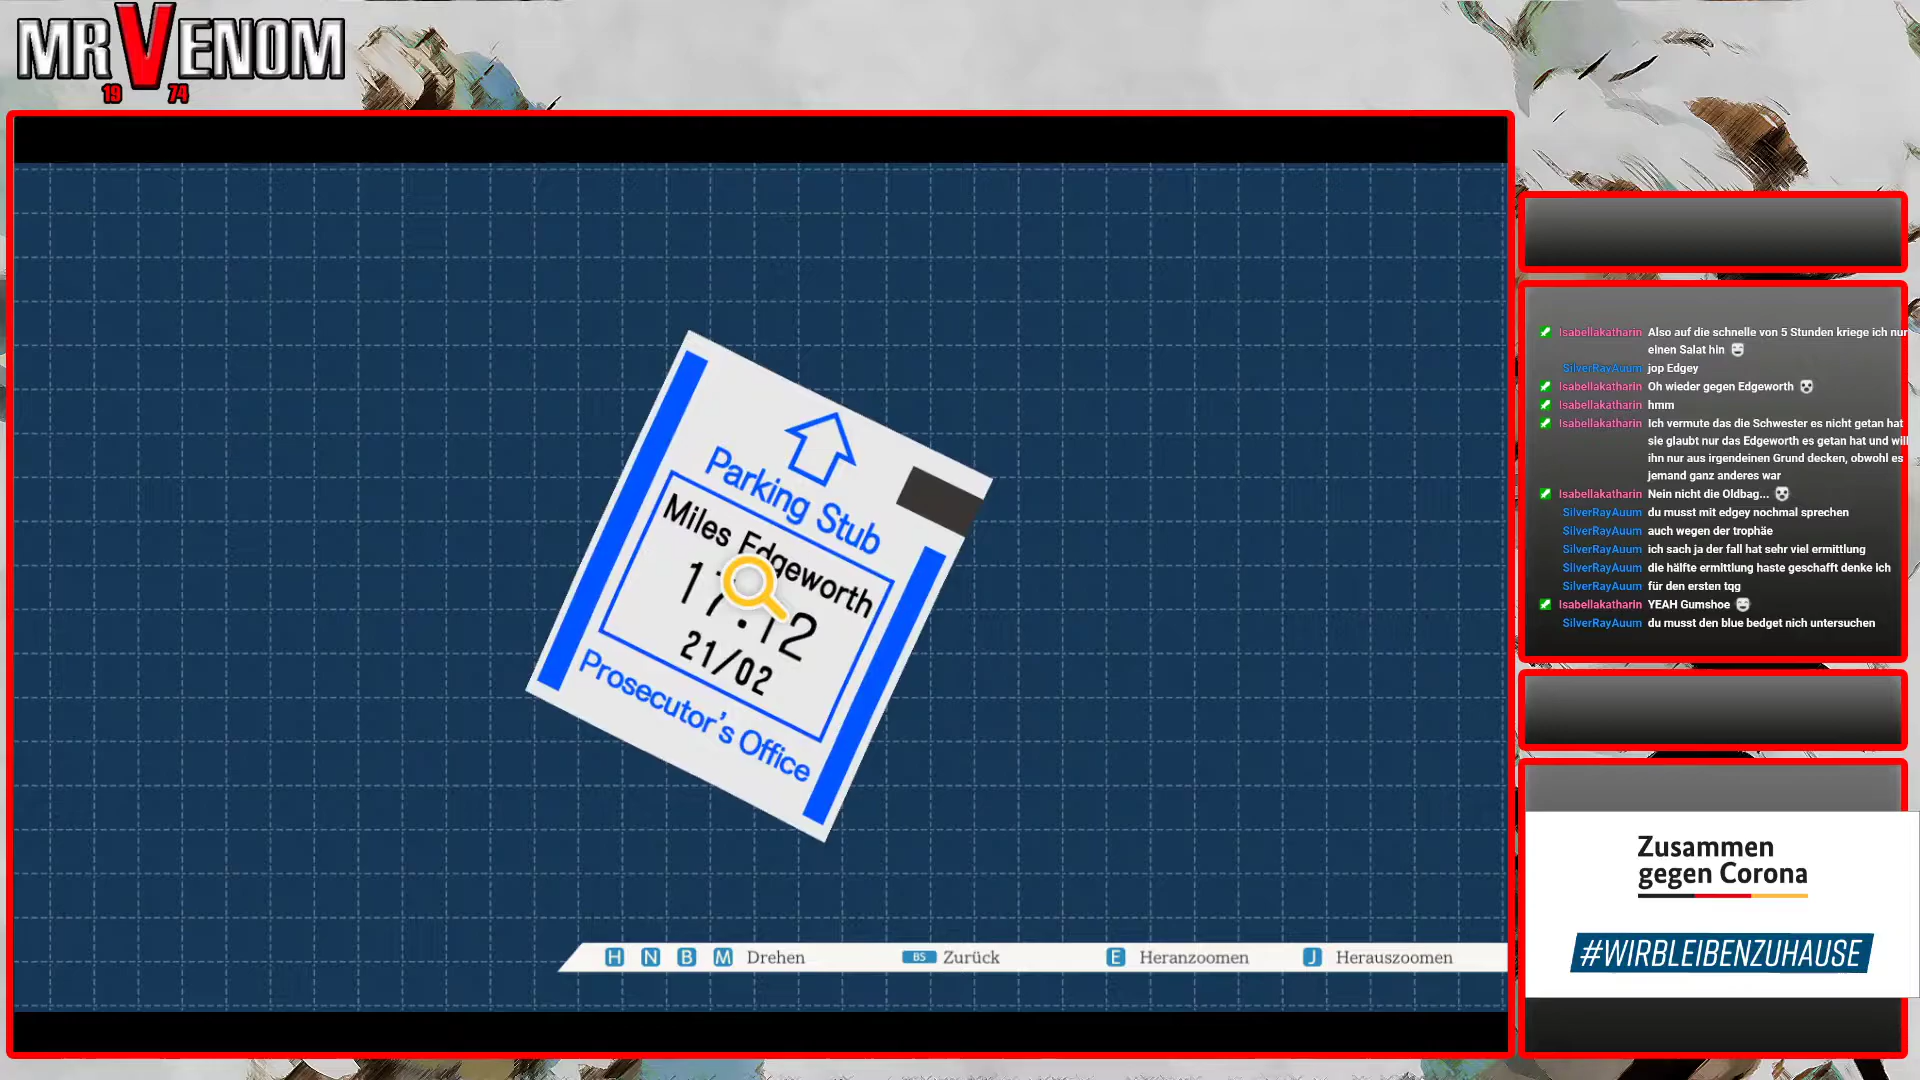 MRVENOM
19 74
Parking Stub
Miles Edgeworth
17:12
21/02
Prosecutor's Office
H N B M Drehen BS Zurück E Heranzoomen J Herauszoomen
Isabellakatharin Also auf die schnelle von 5 Stunden kriege ich nur
einen Salat hin
SilverRayAuum jop Edgey
Isabellakatharin Oh wieder gegen Edgeworth
Isabellakatharin hmm
Isabellakatharin Ich vermute das die Schwester es nicht getan hat
sie glaubt nur das Edgeworth es getan hat und will
ihn nur aus irgendeinen Grund decken, obwohl es
jemand ganz anderes war
Isabellakatharin Nein nicht die Oldbag...
SilverRayAuum du musst mit edgey nochmal sprechen
SilverRayAuum auch wegen der trophäe
SilverRayAuum ich sach ja der fall hat sehr viel ermittlung
SilverRayAuum die hälfte ermittlung haste geschafft denke ich
SilverRayAuum für den ersten tqg
Isabellakatharin YEAH Gumshoe
SilverRayAuum du musst den blue bedget nich untersuchen
Zusammen
gegen Corona
#WIRBLEIBENZUHAUSE